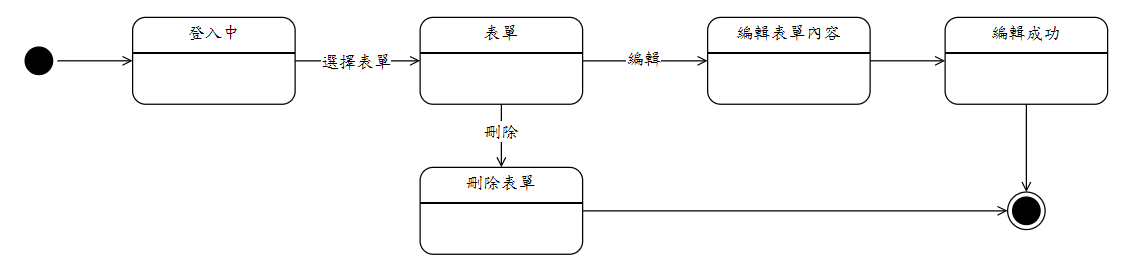 登入中
選擇表單
表單
編輯
編輯表單內容
編輯成功
刪除
刪除表單